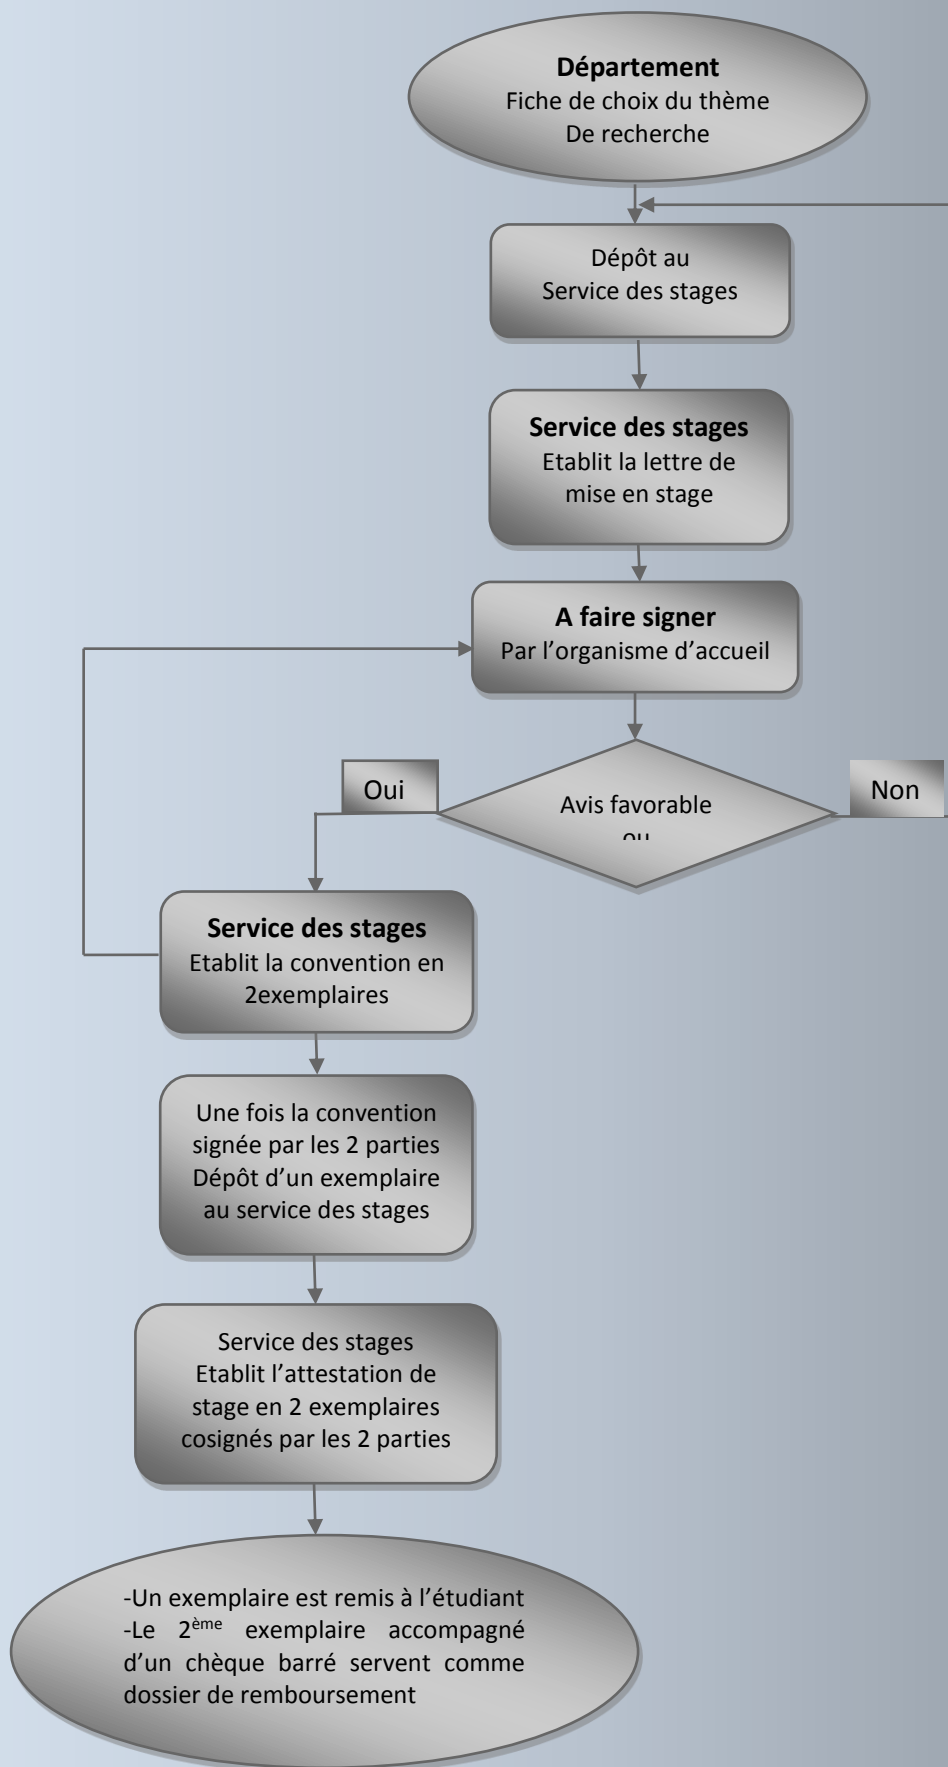 Département
Fiche de choix du thème
De recherche
Dépôt au
Service des stages
Service des stages
Etablit la lettre de
mise en stage
A faire signer
Par l’organisme d’accueil
Avis favorable
ou
Oui
Non
Service des stages
Etablit la convention en
2exemplaires
Une fois la convention
signée par les 2 parties
Dépôt d’un exemplaire
au service des stages
Service des stages
Etablit l’attestation de
stage en 2 exemplaires
cosignés par les 2 parties
-Un exemplaire est remis à l’étudiant
-Le 2ème exemplaire accompagné
d’un chèque barré servent comme
dossier de remboursement